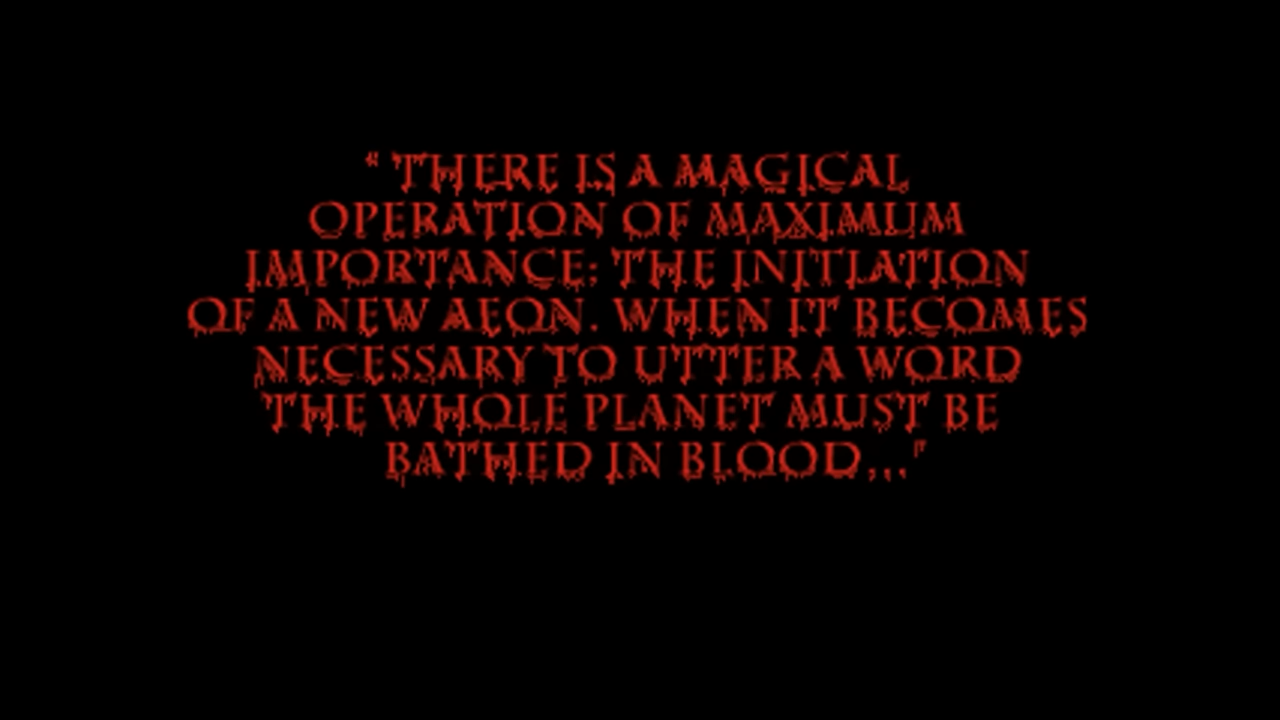 “ THERE IS A MAGICAL
OPERATION OF MAXIMUM
IMPORTANCE: THE INITIATION
OF A NEW AEON. WHEN IT BECOMES
NECESSARY TO UTTER A WORD
THE WHOLE PLANET MUST BE
BATHED IN BLOOD..."